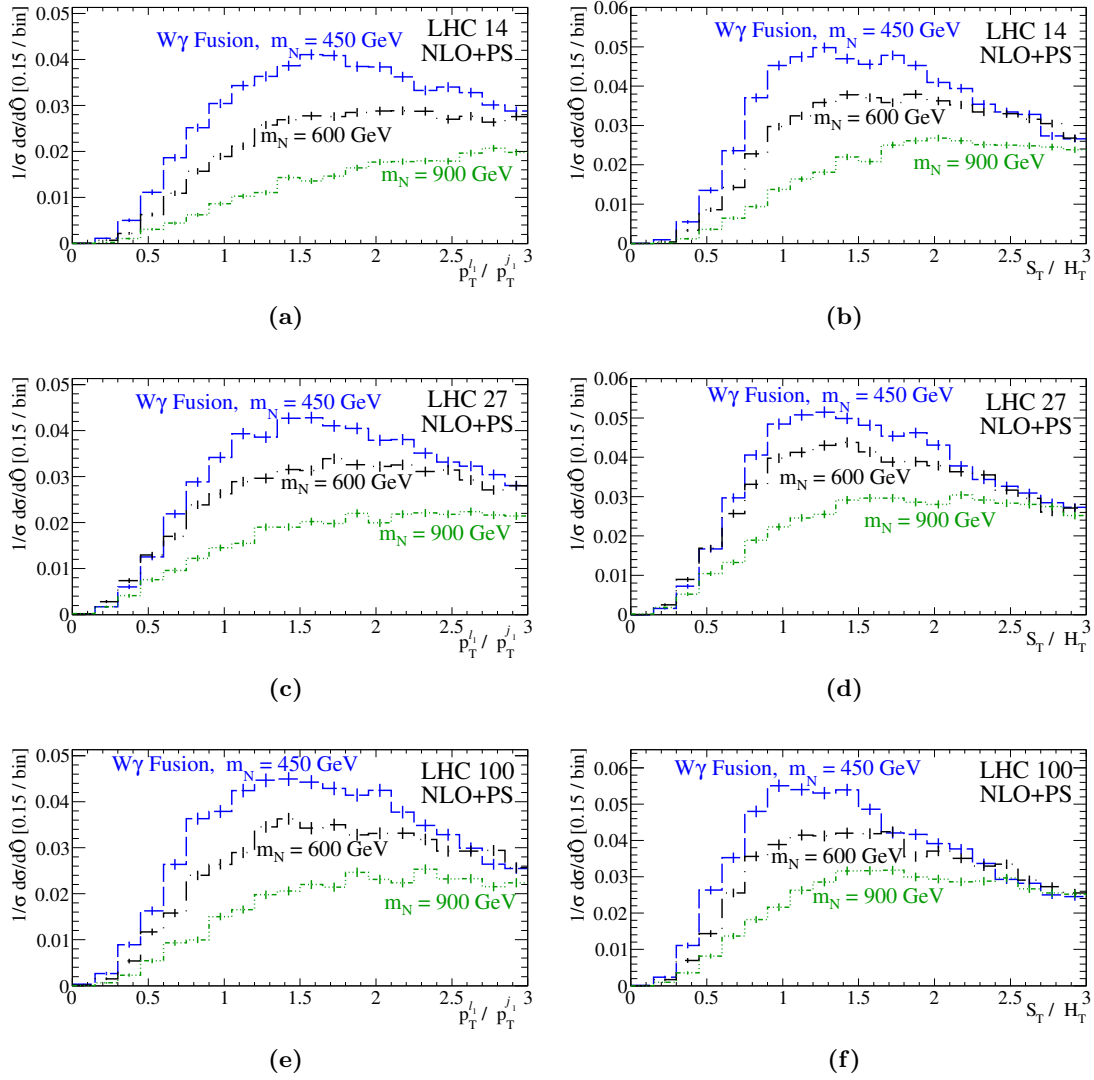 1/σ dσ/dÔ [0.15 / bin]
0.05
0.04
0.03
0.02
0.01
0
Wγ Fusion, m_N = 450 GeV
LHC 14
NLO+PS
m_N = 600 GeV
m_N = 900 GeV
0 0.5 1 1.5 2 2.5 3
p_T^{l_1} / p_T^{j_1}
(a)
1/σ dσ/dÔ [0.15 / bin]
0.06
0.05
0.04
0.03
0.02
0.01
0
Wγ Fusion, m_N = 450 GeV
LHC 14
NLO+PS
m_N = 600 GeV
m_N = 900 GeV
0 0.5 1 1.5 2 2.5 3
S_T / H_T
(b)
1/σ dσ/dÔ [0.15 / bin]
0.05
0.04
0.03
0.02
0.01
0
Wγ Fusion, m_N = 450 GeV
LHC 27
NLO+PS
m_N = 600 GeV
m_N = 900 GeV
0 0.5 1 1.5 2 2.5 3
p_T^{l_1} / p_T^{j_1}
(c)
1/σ dσ/dÔ [0.15 / bin]
0.06
0.05
0.04
0.03
0.02
0.01
0
Wγ Fusion, m_N = 450 GeV
LHC 27
NLO+PS
m_N = 600 GeV
m_N = 900 GeV
0 0.5 1 1.5 2 2.5 3
S_T / H_T
(d)
1/σ dσ/dÔ [0.15 / bin]
0.05
0.04
0.03
0.02
0.01
0
Wγ Fusion, m_N = 450 GeV
LHC 100
NLO+PS
m_N = 600 GeV
m_N = 900 GeV
0 0.5 1 1.5 2 2.5 3
p_T^{l_1} / p_T^{j_1}
(e)
1/σ dσ/dÔ [0.15 / bin]
0.06
0.05
0.04
0.03
0.02
0.01
0
Wγ Fusion, m_N = 450 GeV
LHC 100
NLO+PS
m_N = 600 GeV
m_N = 900 GeV
0 0.5 1 1.5 2 2.5 3
S_T / H_T
(f)